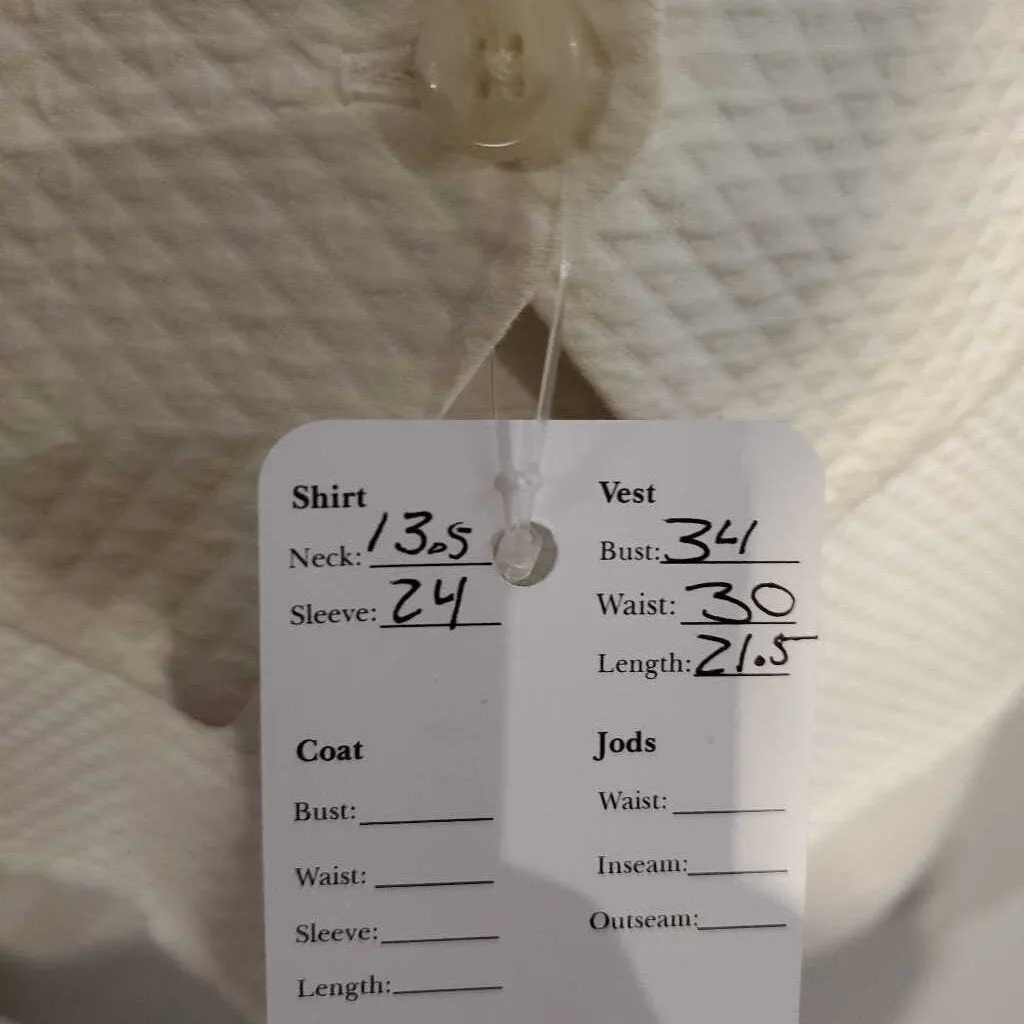 Shirt
Neck: 13.5
Sleeve: 24
Vest
Bust: 34
Waist: 30
Length: 21.5
Coat
Bust:
Waist:
Sleeve:
Length:
Jods
Waist:
Inseam:
Outseam: